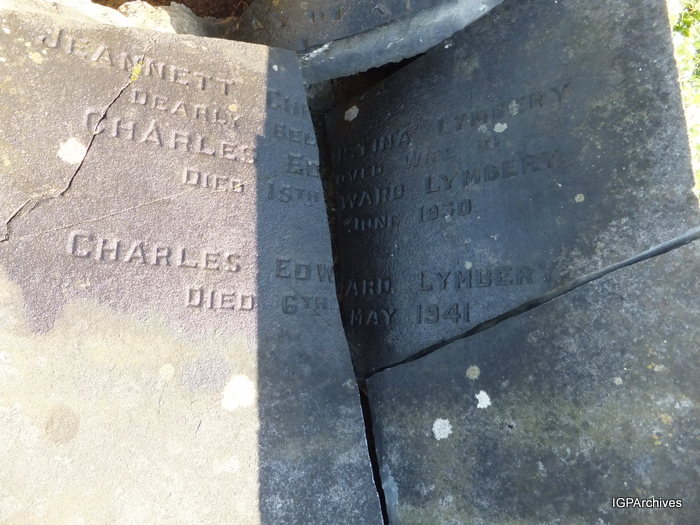 JEANNETT CHRISTINA LYMBERY
DEARLY BELOVED WIFE OF
CHARLES EDWARD LYMBERY
DIED 15TH JUNE 1930
CHARLES EDWARD LYMBERY
DIED 6TH MAY 1941
IGPArchives